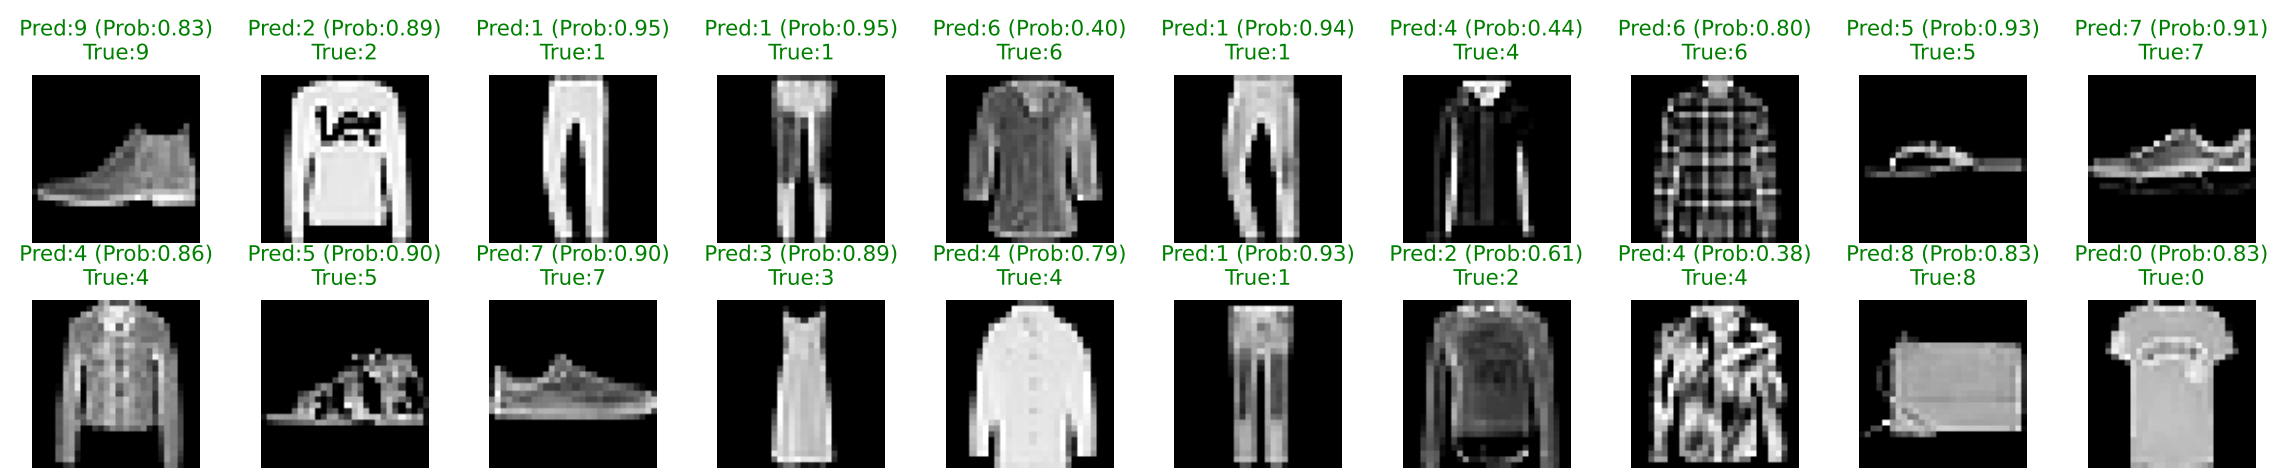 Pred:9 (Prob:0.83) Pred:2 (Prob:0.89) Pred:1 (Prob:0.95) Pred:1 (Prob:0.95) Pred:6 (Prob:0.40) Pred:1 (Prob:0.94) Pred:4 (Prob:0.44) Pred:6 (Prob:0.80) Pred:5 (Prob:0.93) Pred:7 (Prob:0.91)
True:9 True:2 True:1 True:1 True:6 True:1 True:4 True:6 True:5 True:7
Lee
Pred:4 (Prob:0.86) Pred:5 (Prob:0.90) Pred:7 (Prob:0.90) Pred:3 (Prob:0.89) Pred:4 (Prob:0.79) Pred:1 (Prob:0.93) Pred:2 (Prob:0.61) Pred:4 (Prob:0.38) Pred:8 (Prob:0.83) Pred:0 (Prob:0.83)
True:4 True:5 True:7 True:3 True:4 True:1 True:2 True:4 True:8 True:0